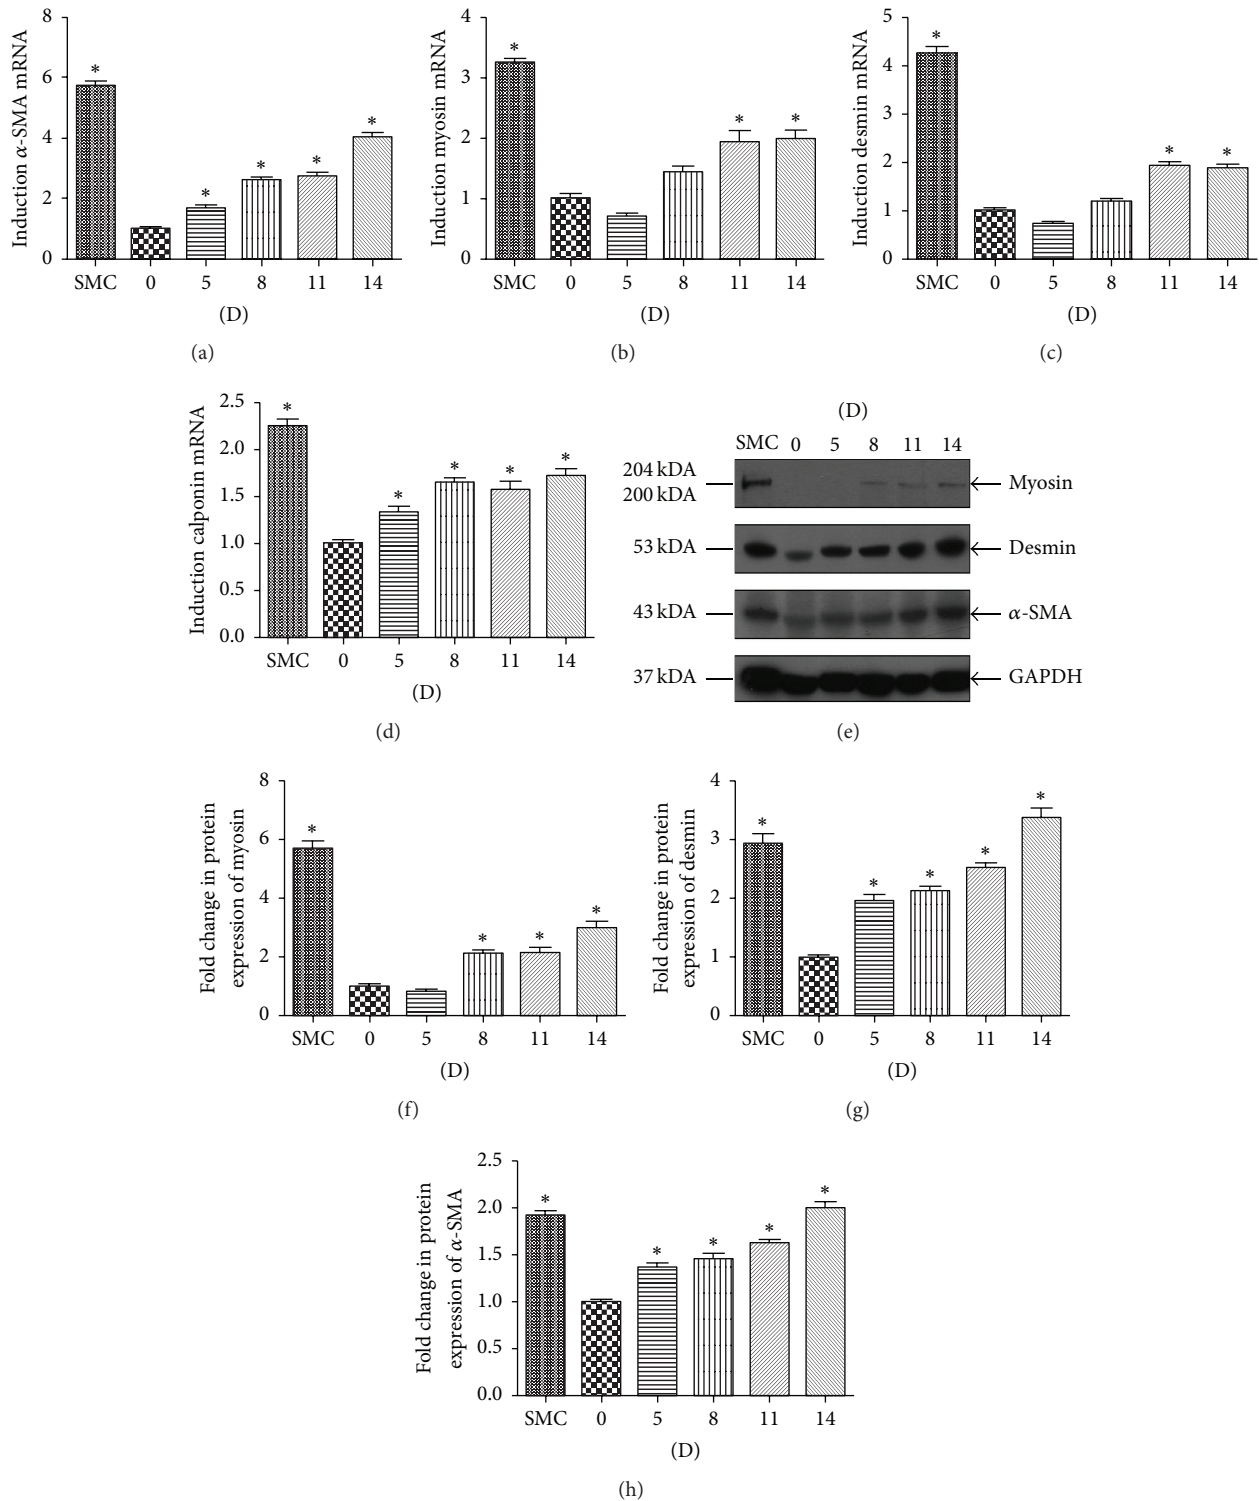 Induction α-SMA mRNA
8
6
4
2
0
* * * * *
SMC 0 5 8 11 14
(D)
(a)
Induction myosin mRNA
4
3
2
1
0
* * *
SMC 0 5 8 11 14
(D)
(b)
Induction desmin mRNA
5
4
3
2
1
0
* * *
SMC 0 5 8 11 14
(D)
(c)
Induction calponin mRNA
2.5
2.0
1.5
1.0
0.5
0.0
* * * * *
SMC 0 5 8 11 14
(D)
(d)
(D)
SMC 0 5 8 11 14
204 kDA
200 kDA
Myosin
53 kDA Desmin
43 kDA α-SMA
37 kDA GAPDH
(e)
Fold change in protein
expression of myosin
8
6
4
2
0
* * * *
SMC 0 5 8 11 14
(D)
(f)
Fold change in protein
expression of desmin
4
3
2
1
0
* * * * *
SMC 0 5 8 11 14
(D)
(g)
Fold change in protein
expression of α-SMA
2.5
2.0
1.5
1.0
0.5
0.0
* * * * *
SMC 0 5 8 11 14
(D)
(h)